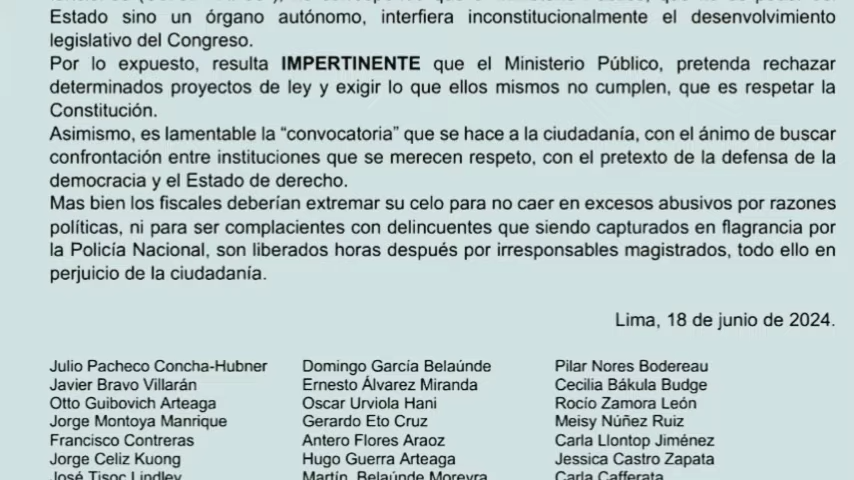 Estado sino un órgano autónomo, interfiera inconstitucionalmente el desenvolvimiento
legislativo del Congreso.
Por lo expuesto, resulta IMPERTINENTE que el Ministerio Público, pretenda rechazar
determinados proyectos de ley y exigir lo que ellos mismos no cumplen, que es respetar la
Constitución.
Asimismo, es lamentable la “convocatoria” que se hace a la ciudadanía, con el ánimo de buscar
confrontación entre instituciones que se merecen respeto, con el pretexto de la defensa de la
democracia y el Estado de derecho.
Mas bien los fiscales deberían extremar su celo para no caer en excesos abusivos por razones
políticas, ni para ser complacientes con delincuentes que siendo capturados en flagrancia por
la Policía Nacional, son liberados horas después por irresponsables magistrados, todo ello en
perjuicio de la ciudadanía.
Lima, 18 de junio de 2024.
Julio Pacheco Concha-Hubner
Javier Bravo Villarán
Otto Guibovich Arteaga
Jorge Montoya Manrique
Francisco Contreras
Jorge Celiz Kuong
José Tisoc Lindley
Domingo García Belaúnde
Ernesto Álvarez Miranda
Oscar Urviola Hani
Gerardo Eto Cruz
Antero Flores Araoz
Hugo Guerra Arteaga
Martín Belaúnde Moreyra
Pilar Nores Bodereau
Cecilia Bákula Budge
Rocío Zamora León
Meisy Núñez Ruiz
Carla Llontop Jiménez
Jessica Castro Zapata
Carla Cafferata